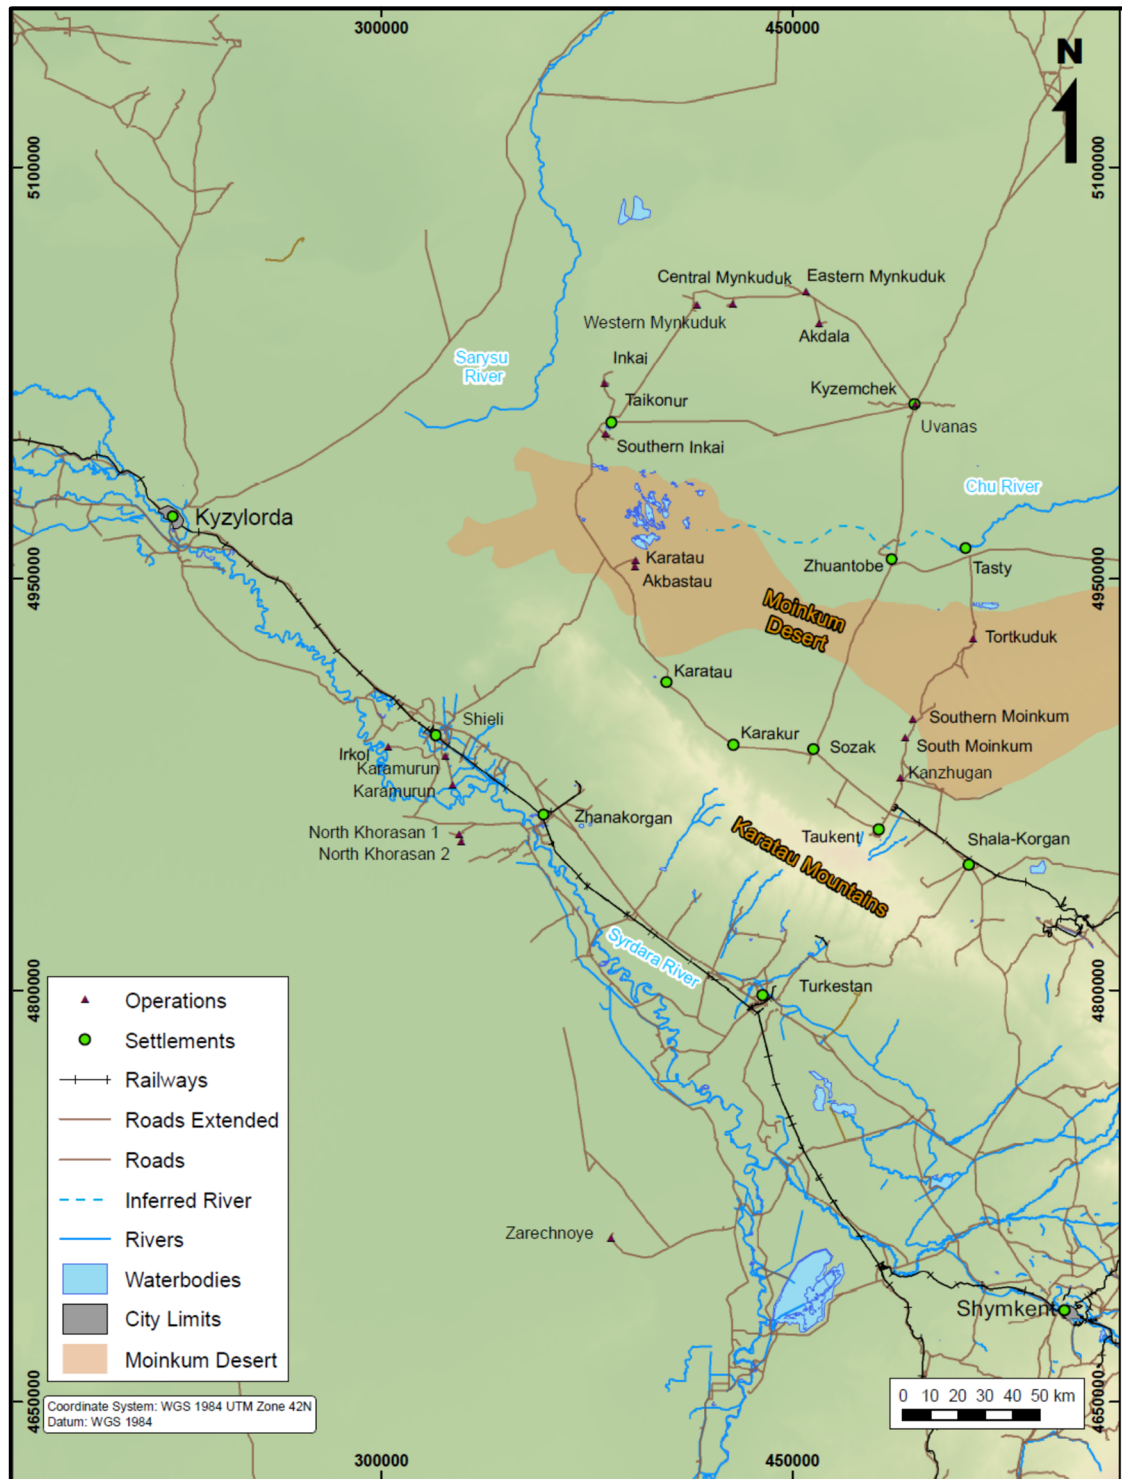 300000
450000
N
5100000
5100000
Central Mynkuduk
Eastern Mynkuduk
Western Mynkuduk
Akdala
Sarysu
River
Inkai
Taikonur
Kyzemchek
Uvanas
Southern Inkai
Chu River
Kyzylorda
Karatau
Akbastau
Zhuantobe
Tasty
4950000
4950000
Moinkum
Desert
Tortkuduk
Karatau
Shieli
Southern Moinkum
Karakur
Sozak
South Moinkum
Irkol
Karamurun
Kanzhugan
Karamurun
Zhanakorgan
North Khorasan 1
North Khorasan 2
Taukent
Shala-Korgan
Karatau Mountains
Syrdara River
Turkestan
4800000
4800000
Operations
Settlements
Railways
Roads Extended
Roads
Inferred River
Rivers
Waterbodies
City Limits
Moinkum Desert
Zarechnoye
Shymkent
Coordinate System: WGS 1984 UTM Zone 42N
Datum: WGS 1984
0 10 20 30 40 50 km
4650000
4650000
300000
450000